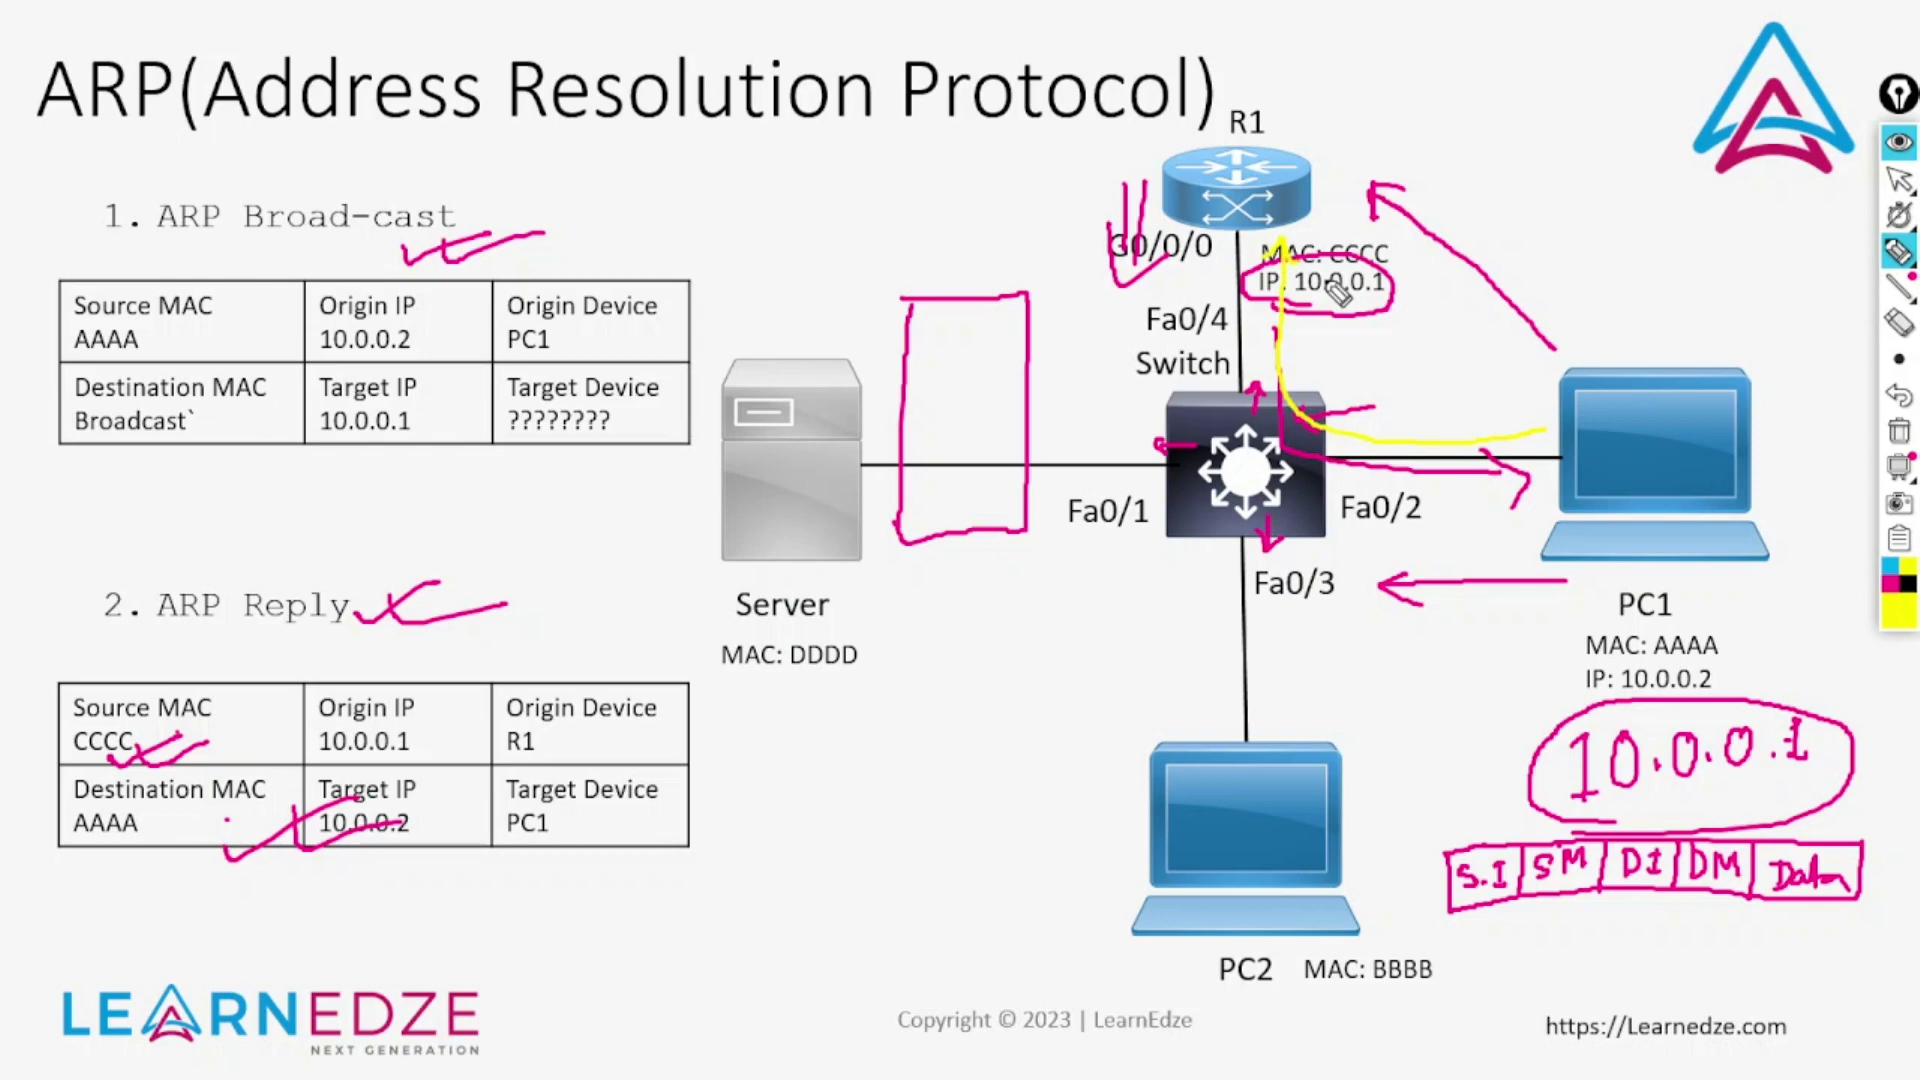 ARP(Address Resolution Protocol)
R1
1. ARP Broad-cast
Source MAC
AAAA
Origin IP
10.0.0.2
Origin Device
PC1
Destination MAC
Broadcast`
Target IP
10.0.0.1
Target Device
????????
G0/0/0
MAC: CCCC
IP: 10.0.0.1
Fa0/4
Switch
Fa0/1
Fa0/2
Fa0/3
Server
MAC: DDDD
PC1
MAC: AAAA
IP: 10.0.0.2
10.0.0.1
S.I SM DI DM Data
2. ARP Reply
Source MAC
CCCC
Origin IP
10.0.0.1
Origin Device
R1
Destination MAC
AAAA
Target IP
10.0.0.2
Target Device
PC1
PC2 MAC: BBBB
LEARNEDZE
NEXT GENERATION
Copyright © 2023 | LearnEdze
https://Learnedze.com